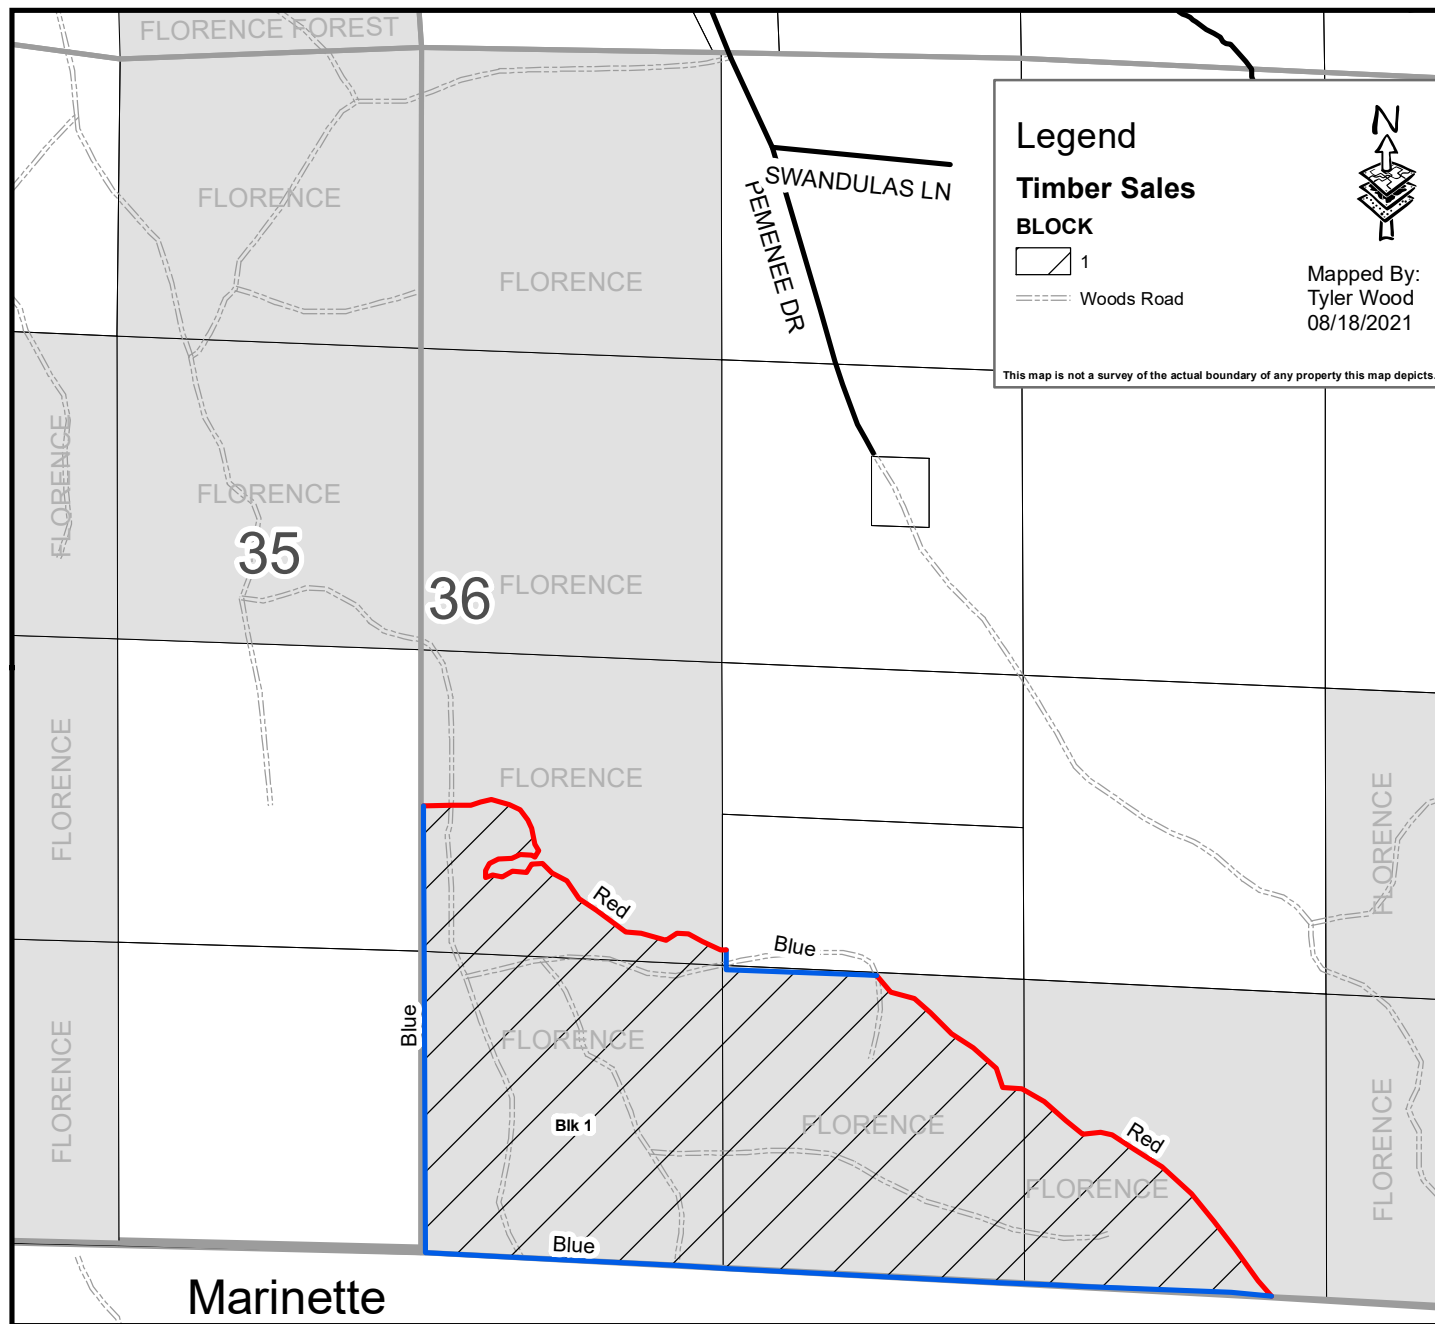 FLORENCE FOREST
Legend
N
Timber Sales
BLOCK
1
Woods Road
Mapped By:
Tyler Wood
08/18/2021
This map is not a survey of the actual boundary of any property this map depicts.
SWANDULAS LN
PEMENEE DR
FLORENCE
FLORENCE
FLORENCE
FLORENCE
35
36
FLORENCE
FLORENCE
FLORENCE
FLORENCE
Red
Blue
Blue
FLORENCE
FLORENCE
Blk 1
FLORENCE
Red
FLORENCE
FLORENCE
Blue
Marinette